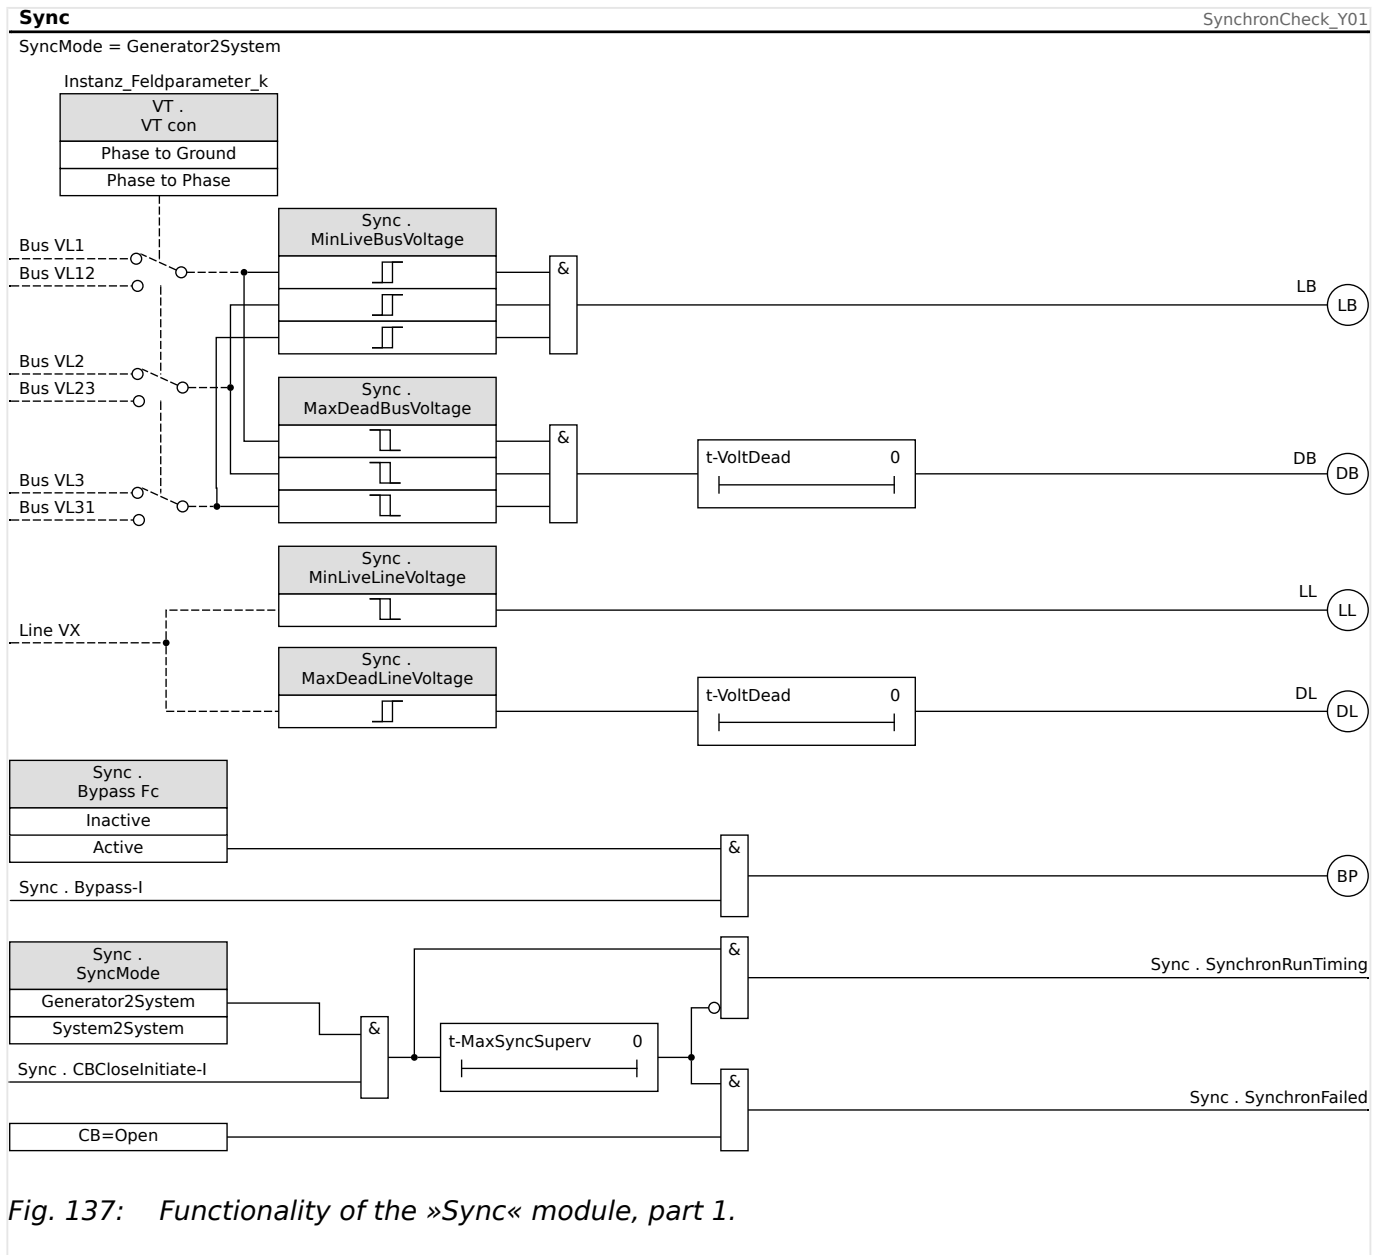 Sync
SynchronCheck_Y01
SyncMode = Generator2System
Instanz_Feldparameter_k
VT .
VT con
Phase to Ground
Phase to Phase
Sync .
MinLiveBusVoltage
Bus VL1
Bus VL12
&
LB
LB
Bus VL2
Bus VL23
Sync .
MaxDeadBusVoltage
&
t-VoltDead 0
DB
DB
Bus VL3
Bus VL31
Sync .
MinLiveLineVoltage
LL
LL
Line VX
Sync .
MaxDeadLineVoltage
t-VoltDead 0
DL
DL
Sync .
Bypass Fc
Inactive
Active
&
Sync . Bypass-I
BP
Sync .
SyncMode
Generator2System
System2System
&
&
Sync . SynchronRunTiming
t-MaxSyncSuperv 0
Sync . CBCloseInitiate-I
&
Sync . SynchronFailed
CB=Open
Fig. 137: Functionality of the »Sync« module, part 1.